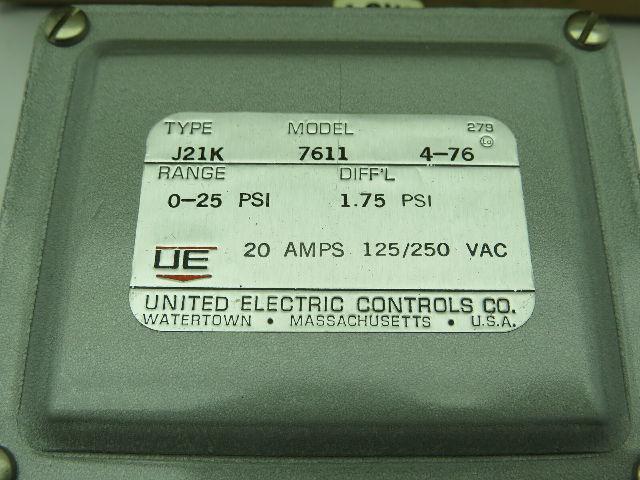 TYPE MODEL 279
J21K 7611 4-76
RANGE DIFF'L
0-25 PSI 1.75 PSI
UE 20 AMPS 125/250 VAC
UNITED ELECTRIC CONTROLS CO.
WATERTOWN • MASSACHUSETTS • U.S.A.